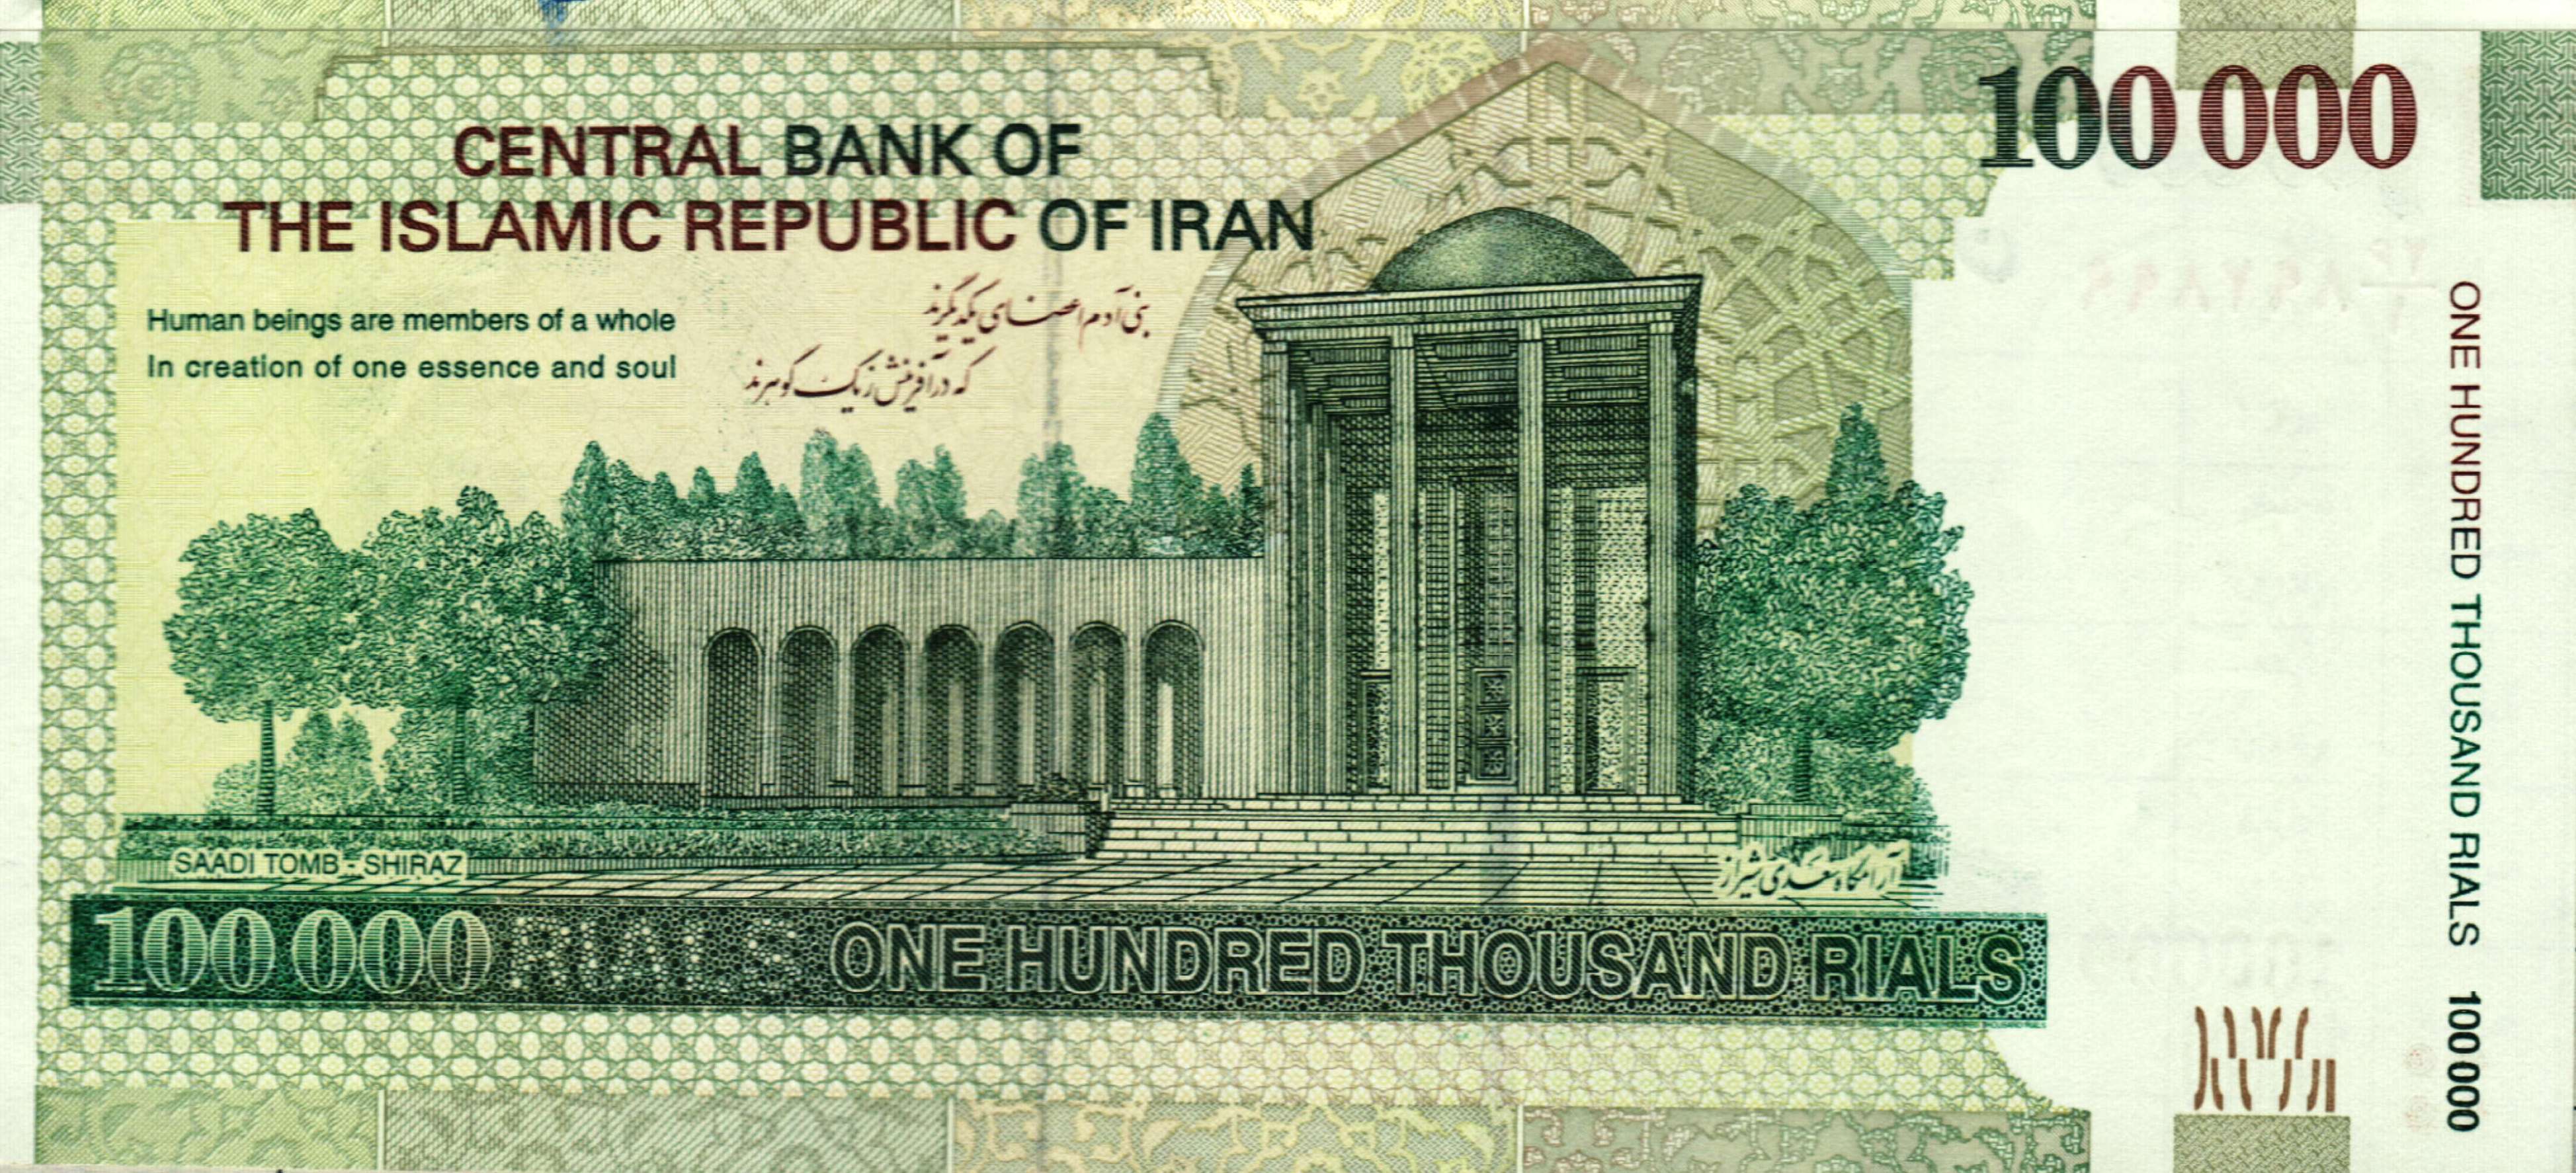 100 000
CENTRAL BANK OF
THE ISLAMIC REPUBLIC OF IRAN
Human beings are members of a whole
In creation of one essence and soul
بنی‌آدم اعضای یکدیگرند
که در آفرینش ز یک گوهرند
SAADI TOMB - SHIRAZ
آرامگاه سعدی شیراز
100 000 RIALS ONE HUNDRED THOUSAND RIALS
ONE HUNDRED THOUSAND RIALS 100 000